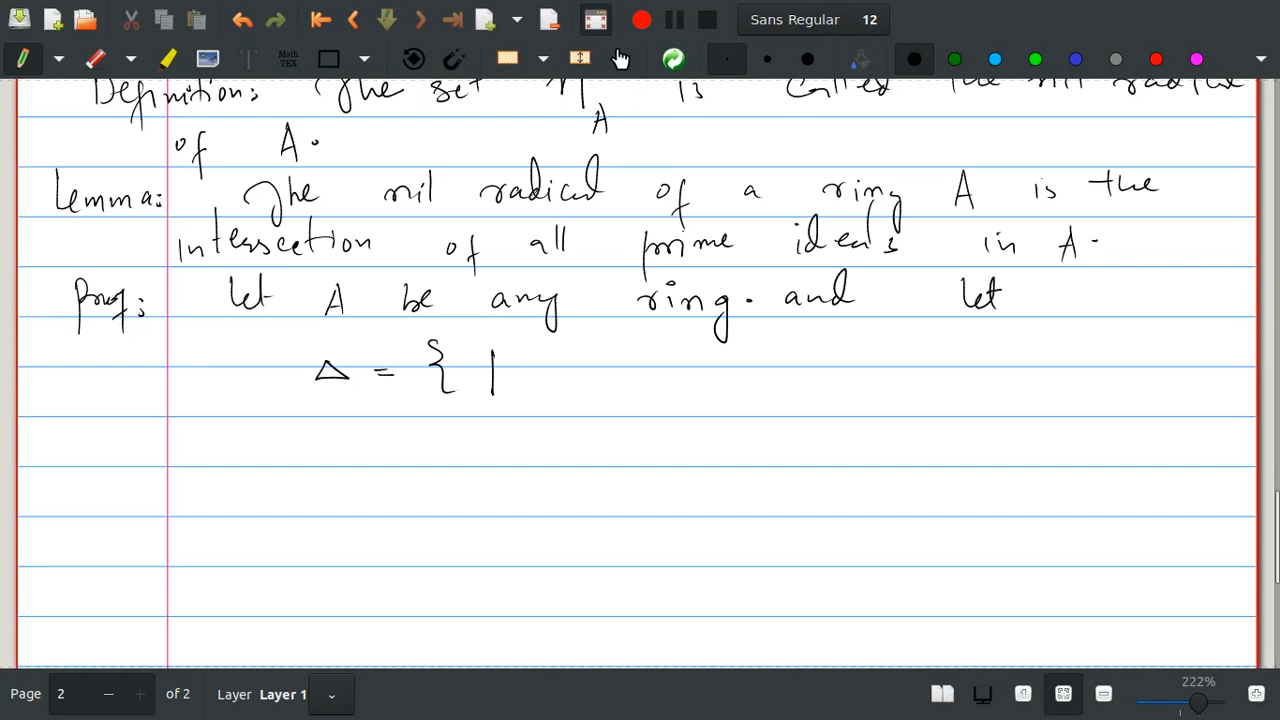 Sans Regular 12
Math
TEX
Definition: The set η is called the nil radical
A
of A.
Lemma: The nil radical of a ring A is the
intersection of all prime ideals in A.
Proof: let A be any ring. and let
Δ = { |
Page 2 of 2 Layer Layer 1 222%